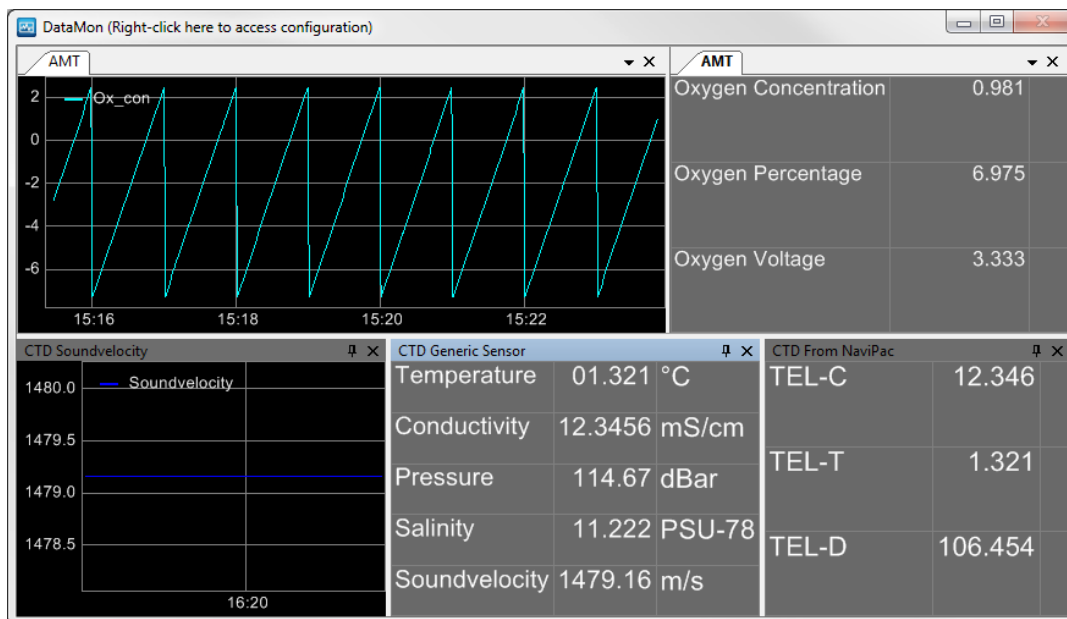 DataMon (Right-click here to access configuration)
AMT
2
Ox_con
0
-2
-4
-6
15:16 15:18 15:20 15:22
AMT
Oxygen Concentration 0.981
Oxygen Percentage 6.975
Oxygen Voltage 3.333
CTD Soundvelocity
1480.0
Soundvelocity
1479.5
1479.0
1478.5
16:20
CTD Generic Sensor
Temperature 01.321 °C
Conductivity 12.3456 mS/cm
Pressure 114.67 dBar
Salinity 11.222 PSU-78
Soundvelocity 1479.16 m/s
CTD From NaviPac
TEL-C 12.346
TEL-T 1.321
TEL-D 106.454